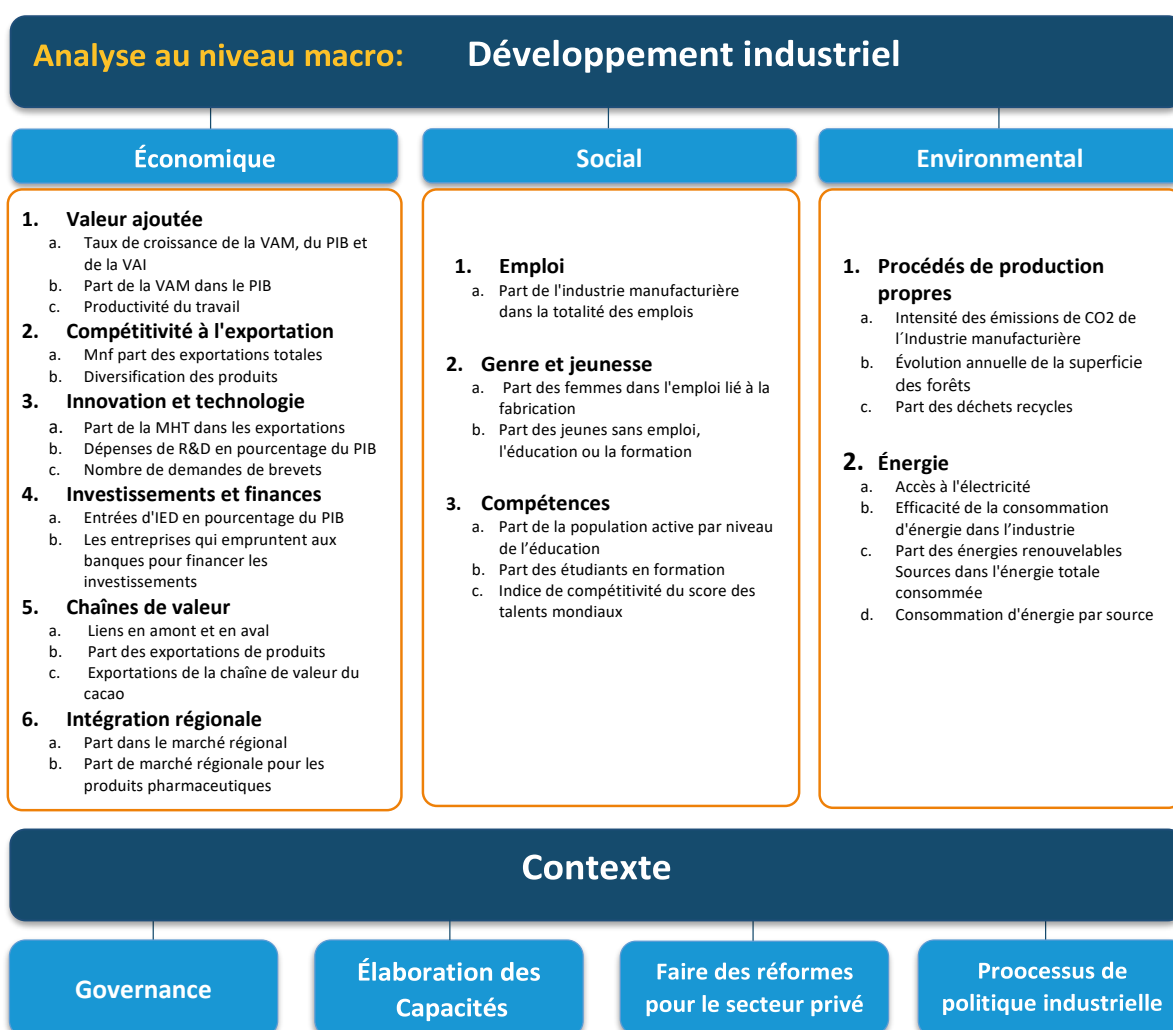 Analyse au niveau macro: Développement industriel
Économique
1. Valeur ajoutée
a. Taux de croissance de la VAM, du PIB et
de la VAI
b. Part de la VAM dans le PIB
c. Productivité du travail
2. Compétitivité à l'exportation
a. Mnf part des exportations totales
b. Diversification des produits
3. Innovation et technologie
a. Part de la MHT dans les exportations
b. Dépenses de R&D en pourcentage du PIB
c. Nombre de demandes de brevets
4. Investissements et finances
a. Entrées d'IED en pourcentage du PIB
b. Les entreprises qui empruntent aux
banques pour financer les
investissements
5. Chaînes de valeur
a. Liens en amont et en aval
b. Part des exportations de produits
c. Exportations de la chaîne de valeur du
cacao
6. Intégration régionale
a. Part dans le marché régional
b. Part de marché régionale pour les
produits pharmaceutiques
Social
1. Emploi
a. Part de l'industrie manufacturière
dans la totalité des emplois
2. Genre et jeunesse
a. Part des femmes dans l'emploi lié à la
fabrication
b. Part des jeunes sans emploi,
l'éducation ou la formation
3. Compétences
a. Part de la population active par niveau
de l’éducation
b. Part des étudiants en formation
c. Indice de compétitivité du score des
talents mondiaux
Environmental
1. Procédés de production
propres
a. Intensité des émissions de CO2 de
l´Industrie manufacturière
b. Évolution annuelle de la superficie
des forêts
c. Part des déchets recycles
2. Énergie
a. Accès à l'électricité
b. Efficacité de la consommation
d'énergie dans l’industrie
c. Part des énergies renouvelables
Sources dans l'énergie totale
consommée
d. Consommation d'énergie par source
Contexte
Governance
Élaboration des
Capacités
Faire des réformes
pour le secteur privé
Proocessus de
politique industrielle